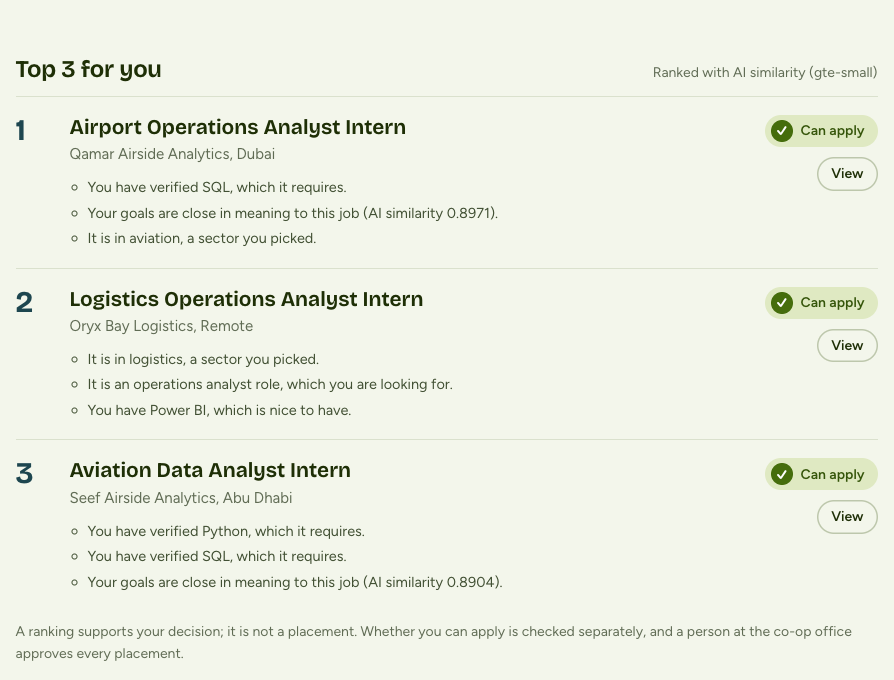 Top 3 for you
Ranked with AI similarity (gte-small)
1
Airport Operations Analyst Intern
Can apply
Qamar Airside Analytics, Dubai
View
You have verified SQL, which it requires.
Your goals are close in meaning to this job (AI similarity 0.8971).
It is in aviation, a sector you picked.
2
Logistics Operations Analyst Intern
Can apply
Oryx Bay Logistics, Remote
View
It is in logistics, a sector you picked.
It is an operations analyst role, which you are looking for.
You have Power BI, which is nice to have.
3
Aviation Data Analyst Intern
Can apply
Seef Airside Analytics, Abu Dhabi
View
You have verified Python, which it requires.
You have verified SQL, which it requires.
Your goals are close in meaning to this job (AI similarity 0.8904).
A ranking supports your decision; it is not a placement. Whether you can apply is checked separately, and a person at the co-op office
approves every placement.